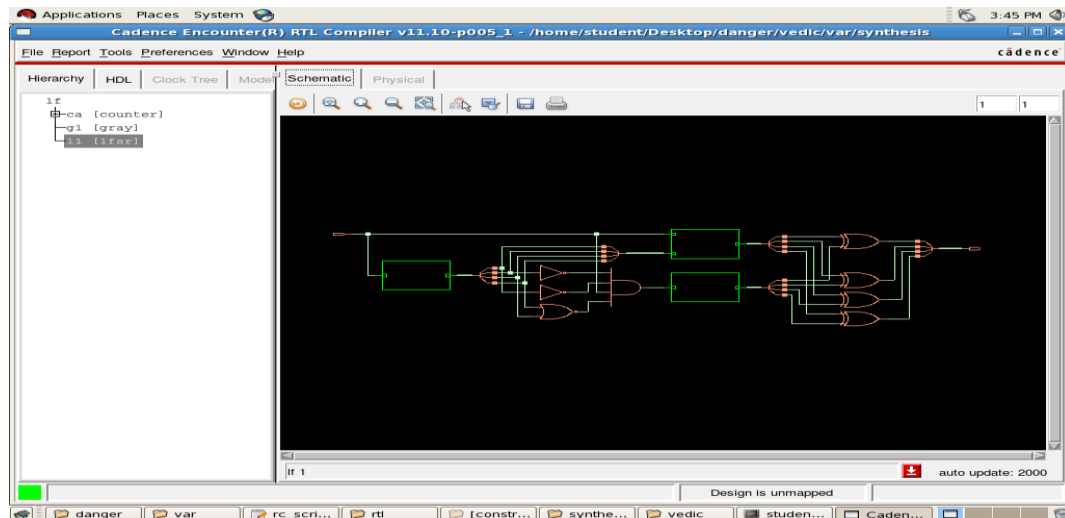 Applications Places System 3:45 PM
Cadence Encounter(R) RTL Compiler v11.10-p005_1 - /home/student/Desktop/danger/vedic/var/synthesis
File Report Tools Preferences Window Help cādence
Hierarchy HDL Clock Tree Model Schematic Physical
1 1
lf
ca [counter]
g1 [gray]
l1 [lfsr]
lf 1 auto update: 2000
Design is unmapped
danger var rc_scri... rtl [constr... synthe... vedic studen... Caden...